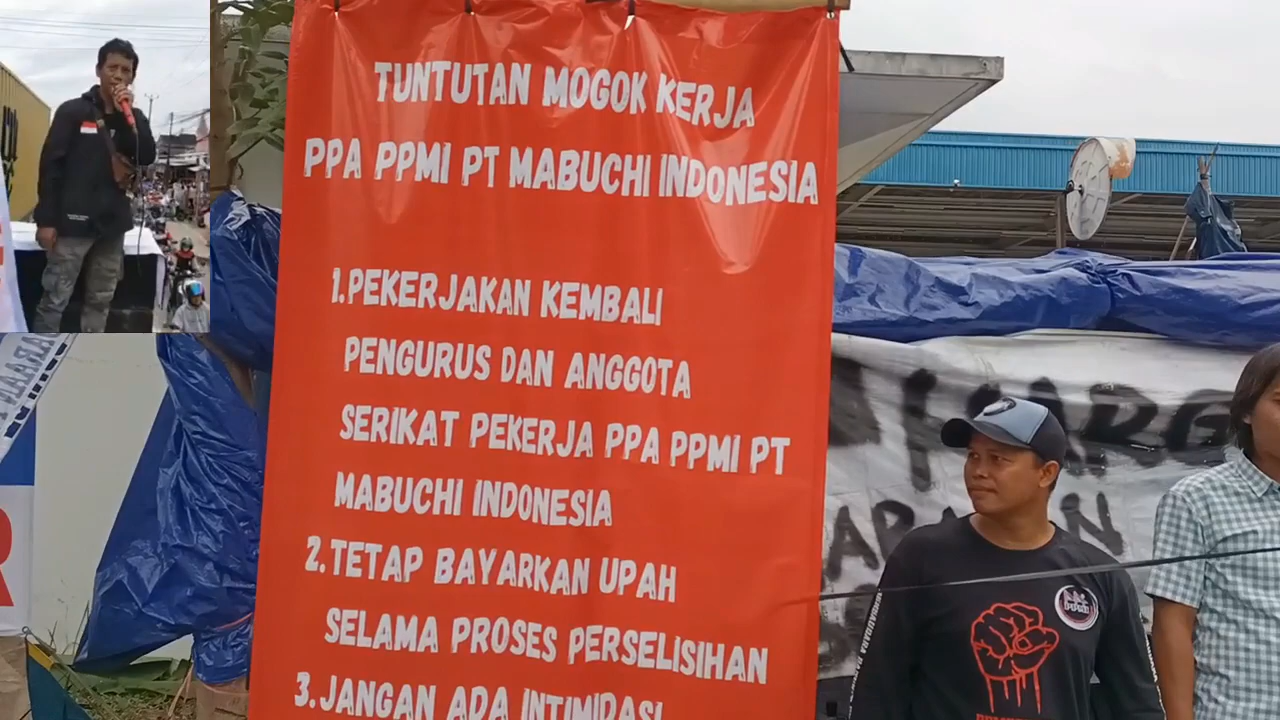 TUNTUTAN MOGOK KERJA
PPA PPMI PT MABUCHI INDONESIA
1.PEKERJAKAN KEMBALI
PENGURUS DAN ANGGOTA
SERIKAT PEKERJA PPA PPMI PT
MABUCHI INDONESIA
2.TETAP BAYARKAN UPAH
SELAMA PROSES PERSELISIHAN
3.JANGAN ADA INTIMIDASI